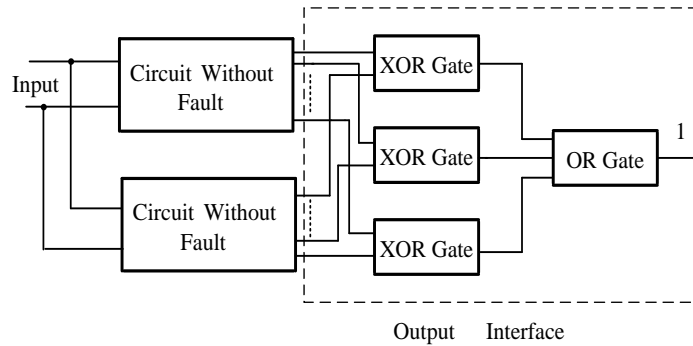 Input
Circuit Without
Fault
Circuit Without
Fault
XOR Gate
XOR Gate
XOR Gate
OR Gate
1
Output Interface